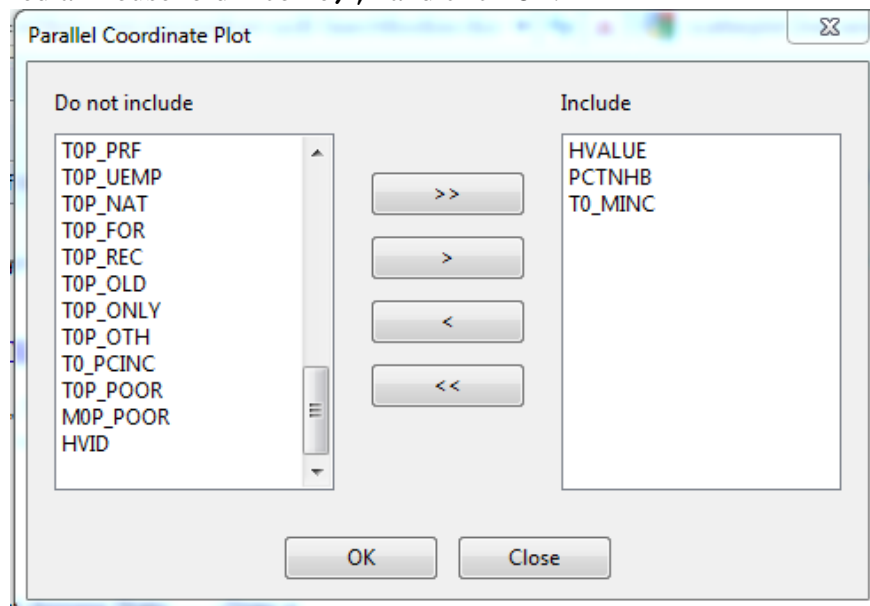 Parallel Coordinate Plot
Do not include
Include
T0P_PRF
T0P_UEMP
T0P_NAT
T0P_FOR
T0P_REC
T0P_OLD
T0P_ONLY
T0P_OTH
T0_PCINC
T0P_POOR
M0P_POOR
HVID
>>
>
<
<<
HVALUE
PCTNHB
T0_MINC
OK
Close